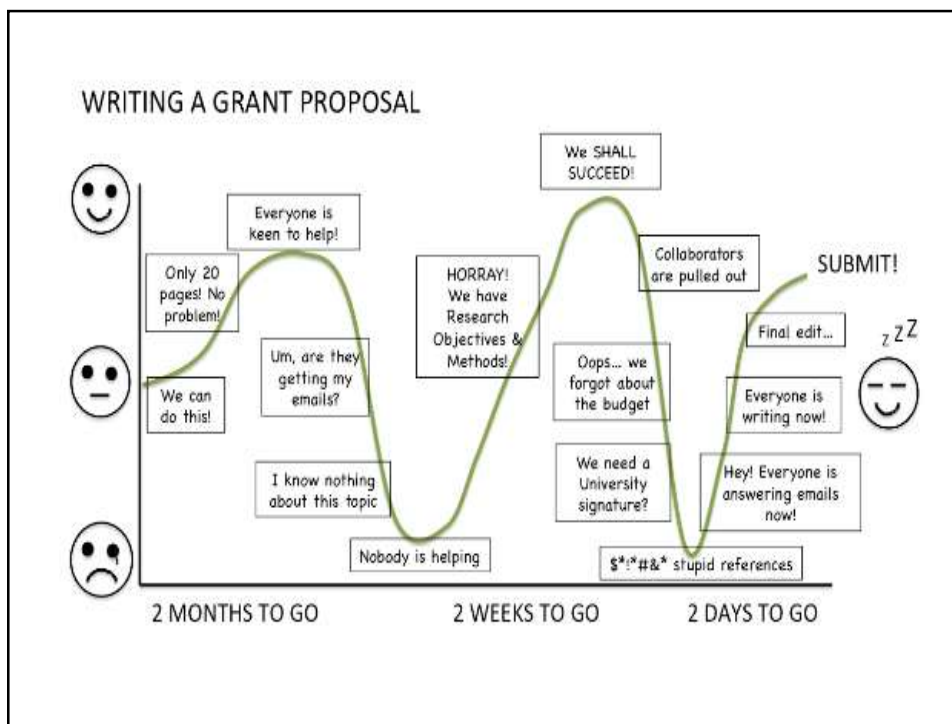 WRITING A GRANT PROPOSAL
We can
do this!
Only 20
pages! No
problem!
Everyone is
keen to help!
Um, are they
getting my
emails?
I know nothing
about this topic
Nobody is helping
HORRAY!
We have
Research
Objectives &
Methods!
We SHALL
SUCCEED!
Collaborators
are pulled out
Oops... we
forgot about
the budget
We need a
University
signature?
$*!*#&* stupid references
Hey! Everyone is
answering emails
now!
Everyone is
writing now!
Final edit...
SUBMIT!
z Z Z
2 MONTHS TO GO
2 WEEKS TO GO
2 DAYS TO GO